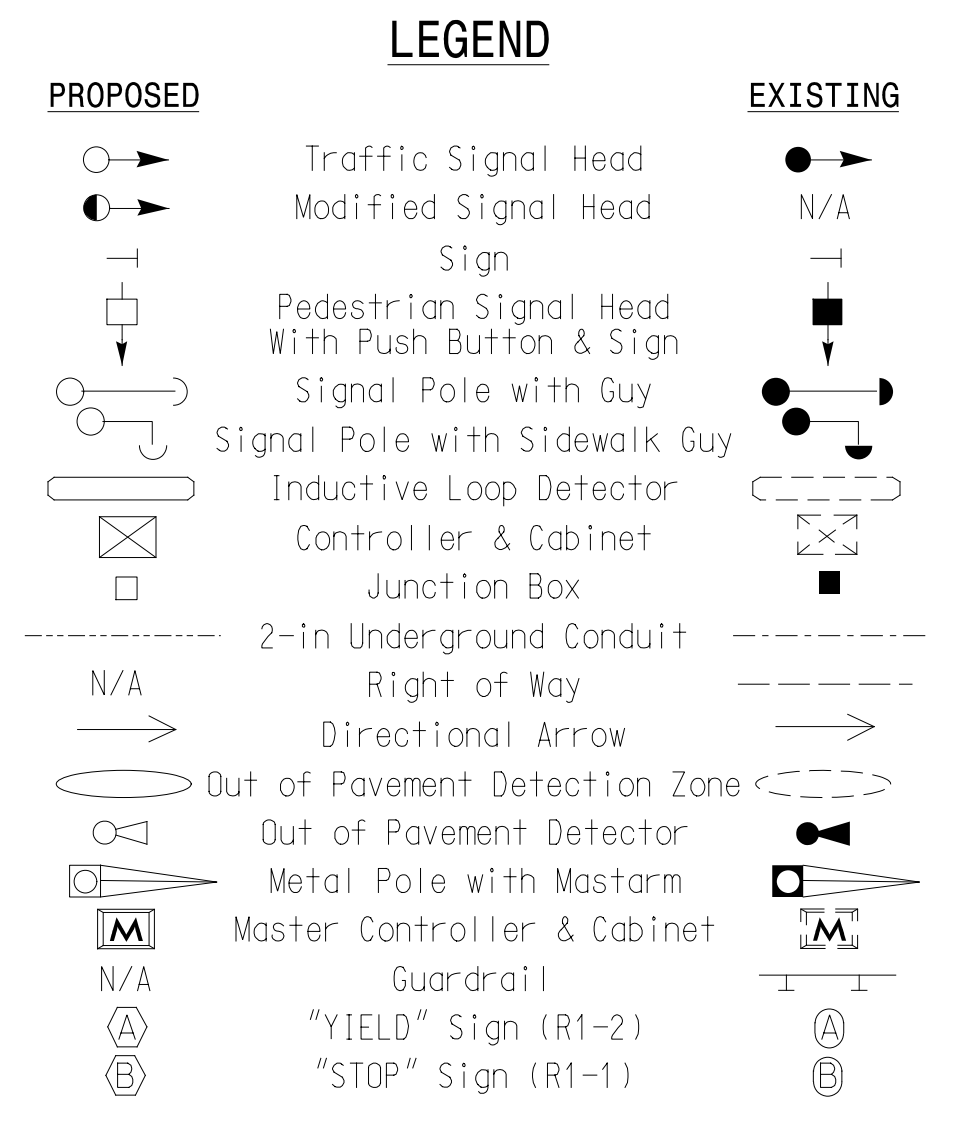 LEGEND
PROPOSED EXISTING
Traffic Signal Head
Modified Signal Head N/A
Sign
Pedestrian Signal Head
With Push Button & Sign
Signal Pole with Guy
Signal Pole with Sidewalk Guy
Inductive Loop Detector
Controller & Cabinet
Junction Box
2-in Underground Conduit
N/A Right of Way
Directional Arrow
Out of Pavement Detection Zone
Out of Pavement Detector
Metal Pole with Mastarm
M Master Controller & Cabinet M
N/A Guardrail
A "YIELD" Sign (R1-2) A
B "STOP" Sign (R1-1) B